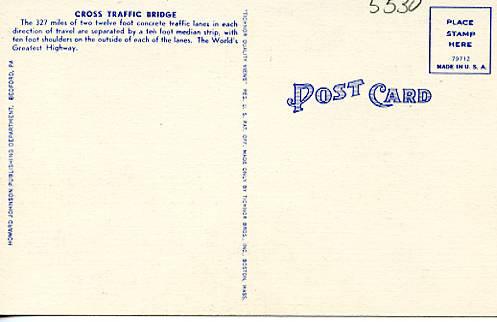 5530
CROSS TRAFFIC BRIDGE
The 327 miles of two twelve foot concrete traffic lanes in each
direction of travel are separated by a ten foot median strip, with
ten foot shoulders on the outside of each of the lanes. The World's
Greatest Highway.
HOWARD JOHNSON PUBLISHING DEPARTMENT, BEDFORD, PA
"TICHNOR QUALITY VIEWS" REG. U. S. PAT. OFF. MADE ONLY BY TICHNOR BROS., INC., BOSTON, MASS.
POST CARD
PLACE
STAMP
HERE
79712
MADE IN U. S. A.